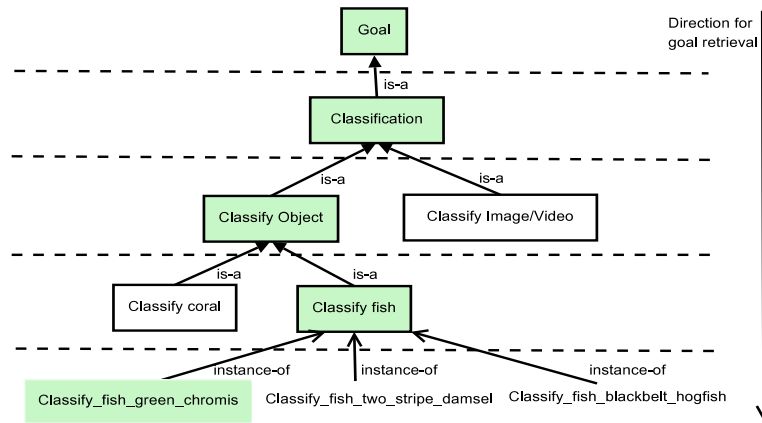 Goal
Direction for
goal retrieval
is-a
Classification
is-a
is-a
Classify Object
Classify Image/Video
is-a
is-a
Classify coral
Classify fish
instance-of
instance-of
instance-of
Classify_fish_green_chromis
Classify_fish_two_stripe_damsel
Classify_fish_blackbelt_hogfish